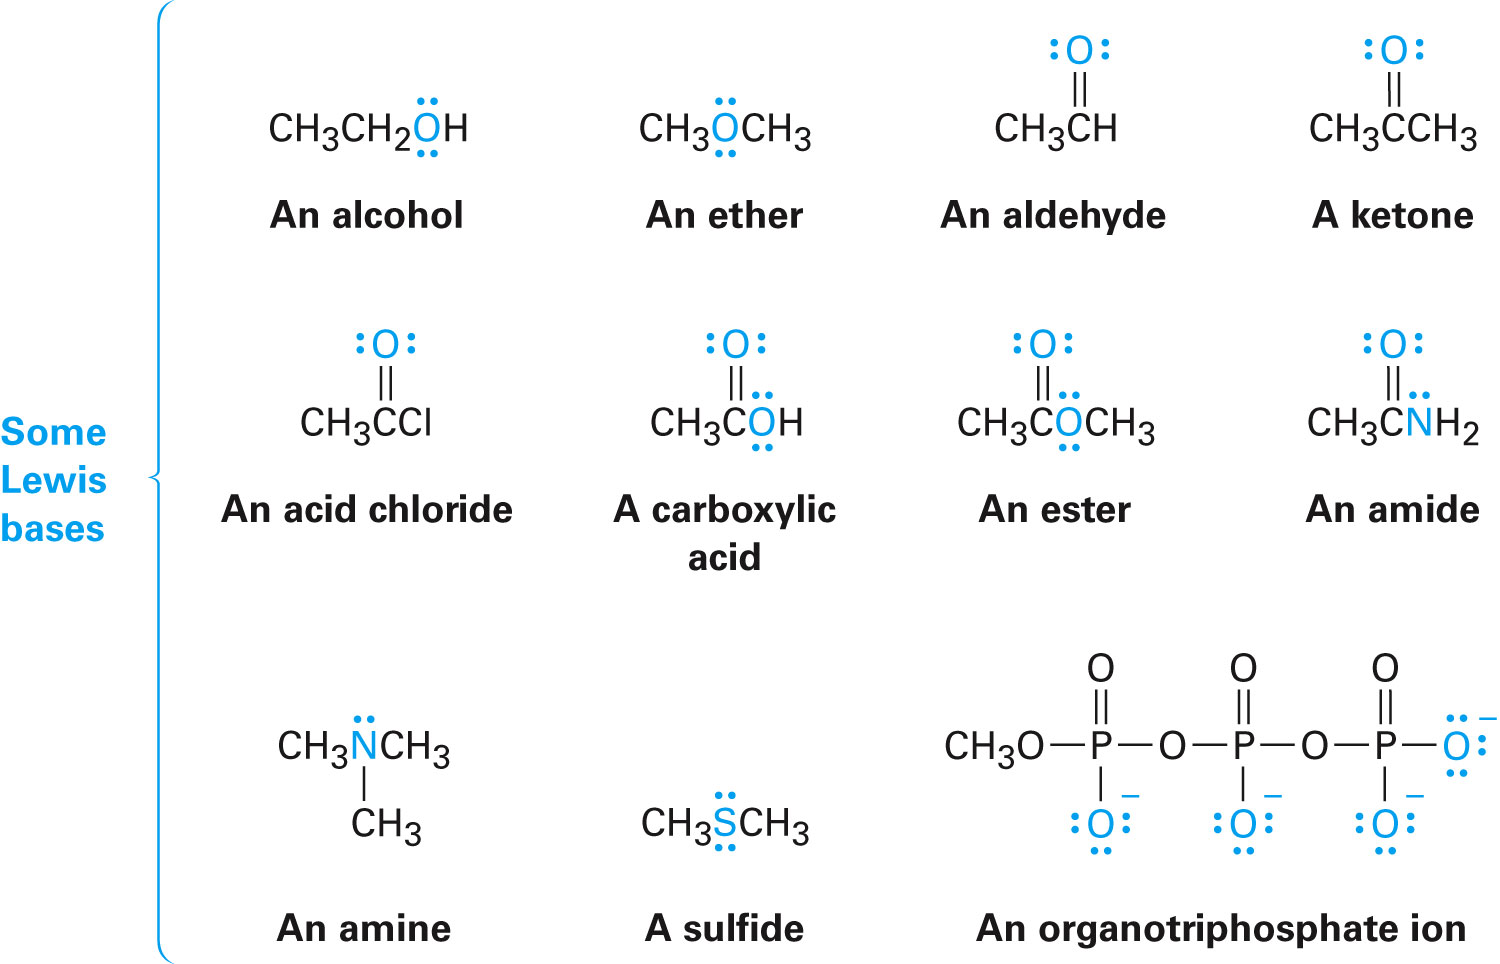 Some
Lewis
bases
:O:
:O:
CH₃CH₂OH
CH₃OCH₃
CH₃CH
CH₃CCH₃
An alcohol
An ether
An aldehyde
A ketone
:O:
:O:
:O:
:O:
CH₃CCl
CH₃COH
CH₃COCH₃
CH₃CNH₂
An acid chloride
A carboxylic
acid
An ester
An amide
O
O
O
CH₃NCH₃
CH₃O—P—O—P—O—P—O:⁻
CH₃
CH₃SCH₃
:O:⁻
:O:⁻
:O:⁻
An amine
A sulfide
An organotriphosphate ion